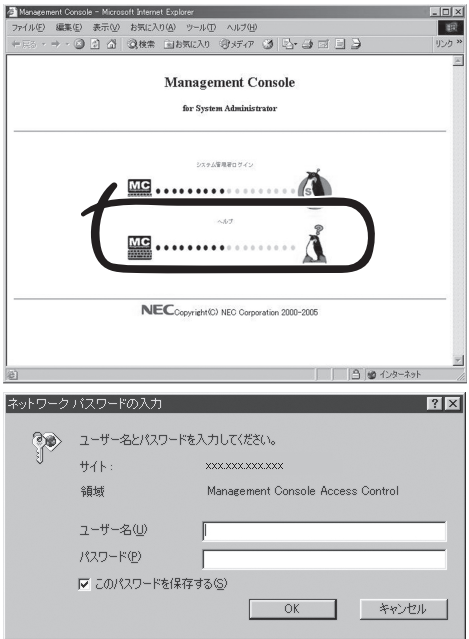 Management Console - Microsoft Internet Explorer
ファイル(F) 編集(E) 表示(V) お気に入り(A) ツール(T) ヘルプ(H)
戻る 検索 お気に入り メディア リンク »
Management Console
for System Administrator
システム管理者ログイン
MC S
ヘルプ
MC ?
NEC Copyright(C) NEC Corporation 2000-2005
インターネット
ネットワーク パスワードの入力
ユーザー名とパスワードを入力してください。
サイト: xxx.xxx.xxx.xxx
領域 Management Console Access Control
ユーザー名(U)
パスワード(P)
このパスワードを保存する(S)
OK キャンセル